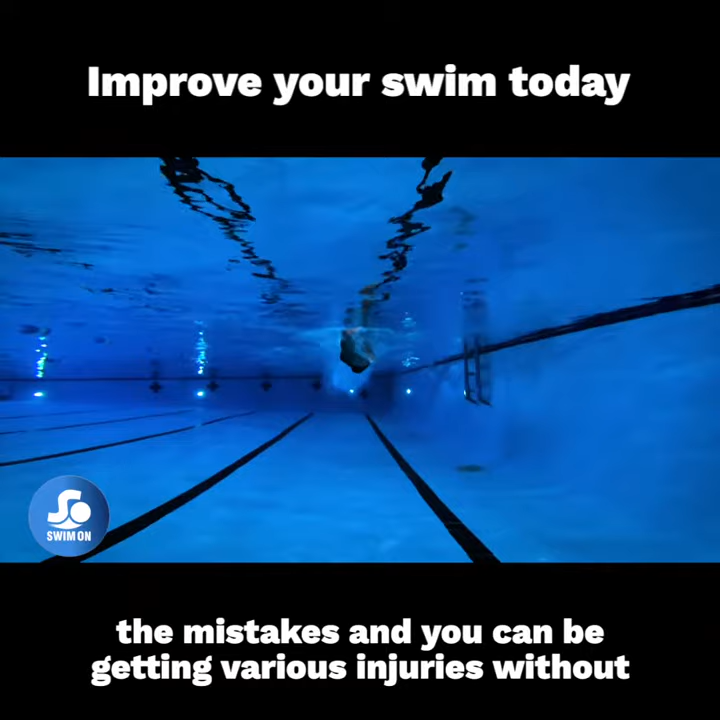 Improve your swim today
SWIM ON
the mistakes and you can be
getting various injuries without